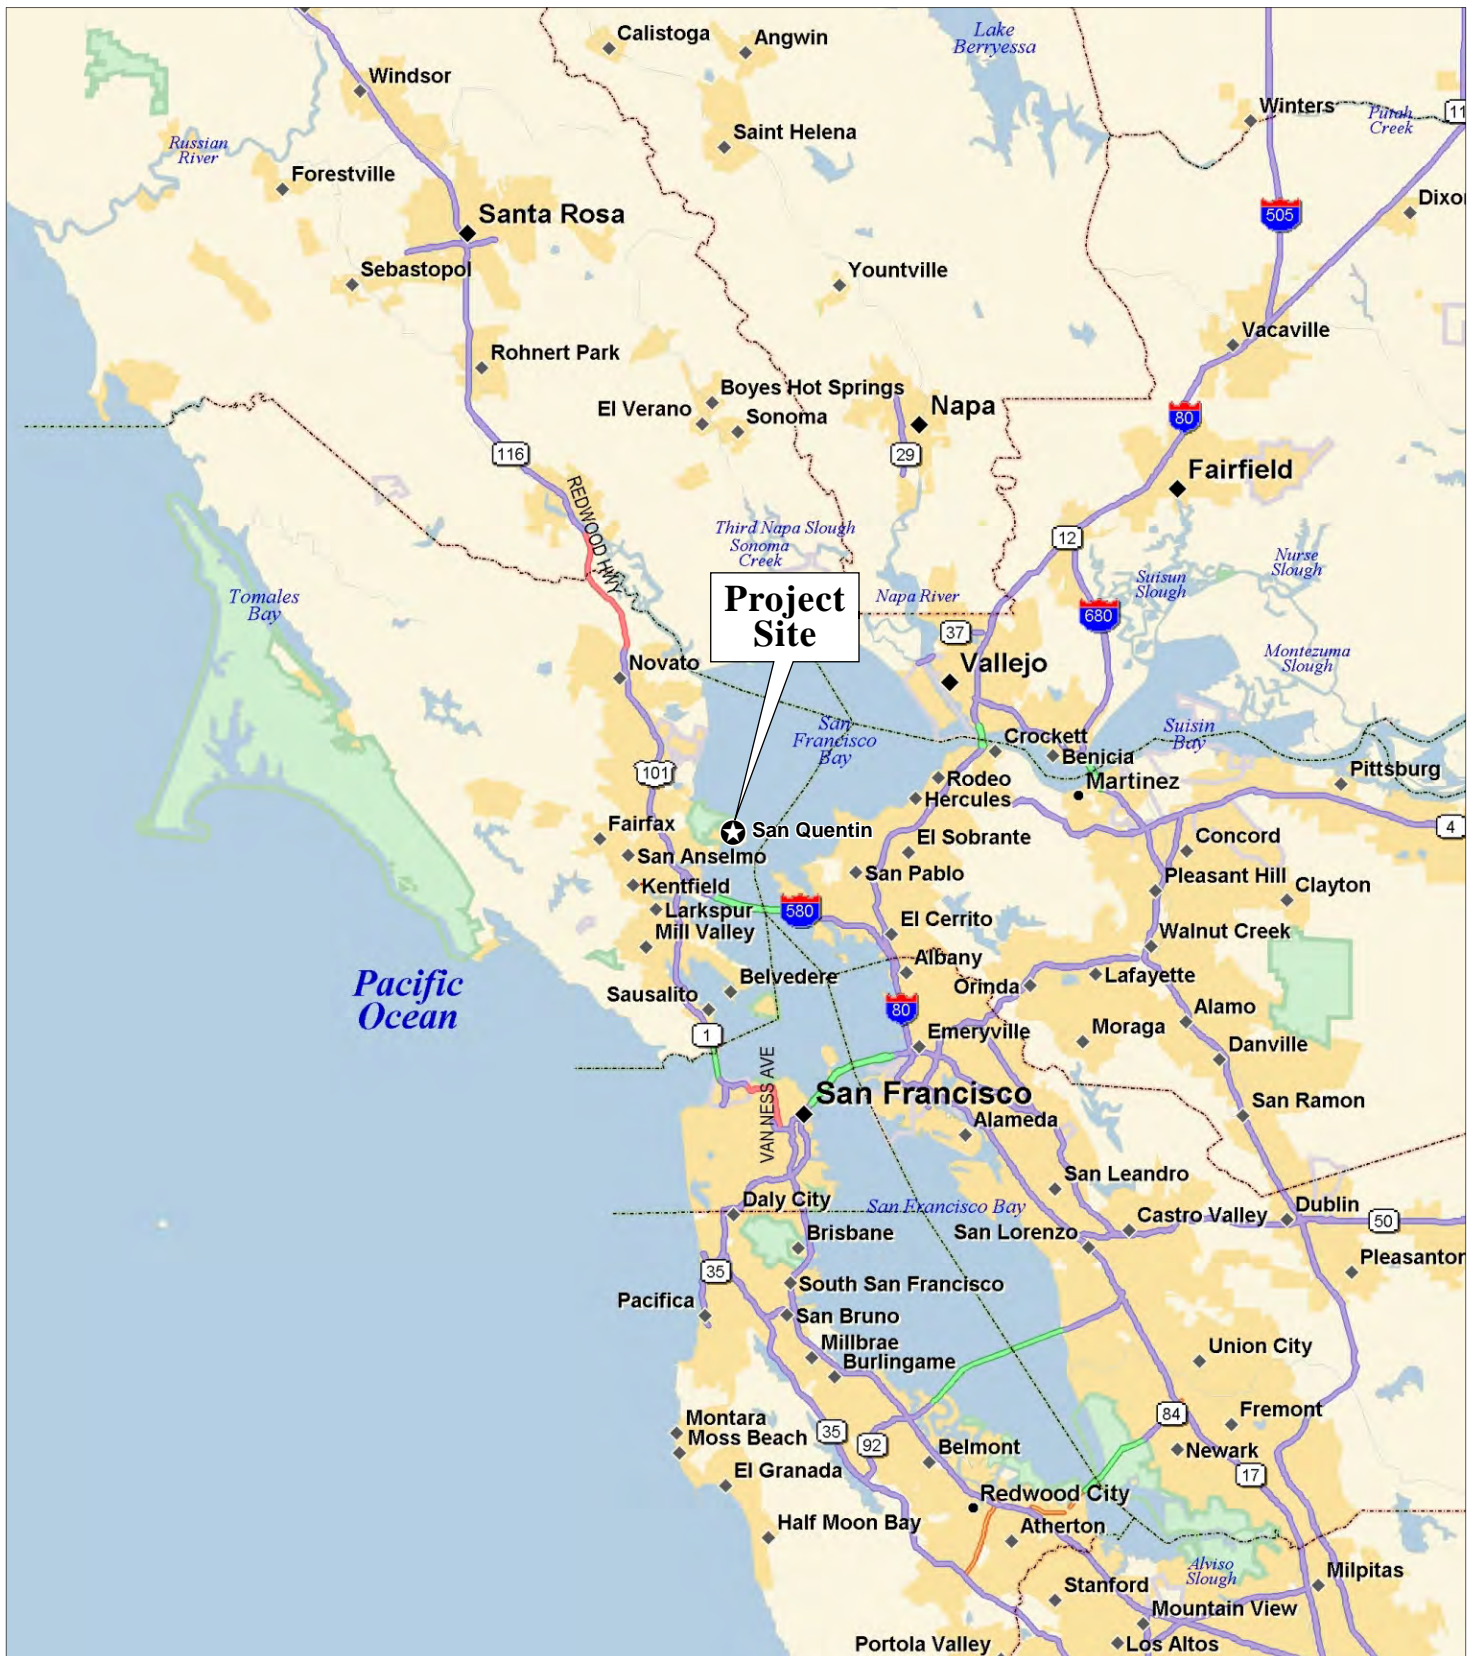 Calistoga
Angwin
Lake
Berryessa
Windsor
Winters
Putah
Creek
11
Russian
River
Saint Helena
Forestville
Dixo
Santa Rosa
505
Sebastopol
Yountville
Vacaville
Rohnert Park
Boyes Hot Springs
El Verano
Sonoma
Napa
80
116
29
Fairfield
REDWOOD HWY
Third Napa Slough
Sonoma
Creek
12
Nurse
Slough
Suisun
Slough
Tomales
Bay
Project
Site
Napa River
680
37
Montezuma
Slough
Novato
Vallejo
San
Francisco
Bay
Suisin
Bay
Crockett
Benicia
101
Rodeo
Martinez
Pittsburg
Hercules
Fairfax
San Quentin
4
El Sobrante
Concord
San Anselmo
San Pablo
Pleasant Hill
Kentfield
Clayton
Larkspur
580
El Cerrito
Mill Valley
Walnut Creek
Albany
Lafayette
Pacific
Ocean
Belvedere
Orinda
Sausalito
80
Alamo
1
Emeryville
Moraga
Danville
VAN NESS AVE
San Francisco
San Ramon
Alameda
San Leandro
Daly City
San Francisco Bay
Castro Valley
Dublin
50
Brisbane
San Lorenzo
Pleasanton
35
South San Francisco
Pacifica
San Bruno
Millbrae
Union City
Burlingame
Montara
84
Fremont
Moss Beach
35
92
Belmont
Newark
El Granada
17
Redwood City
Half Moon Bay
Atherton
Alviso
Slough
Milpitas
Stanford
Mountain View
Portola Valley
Los Altos